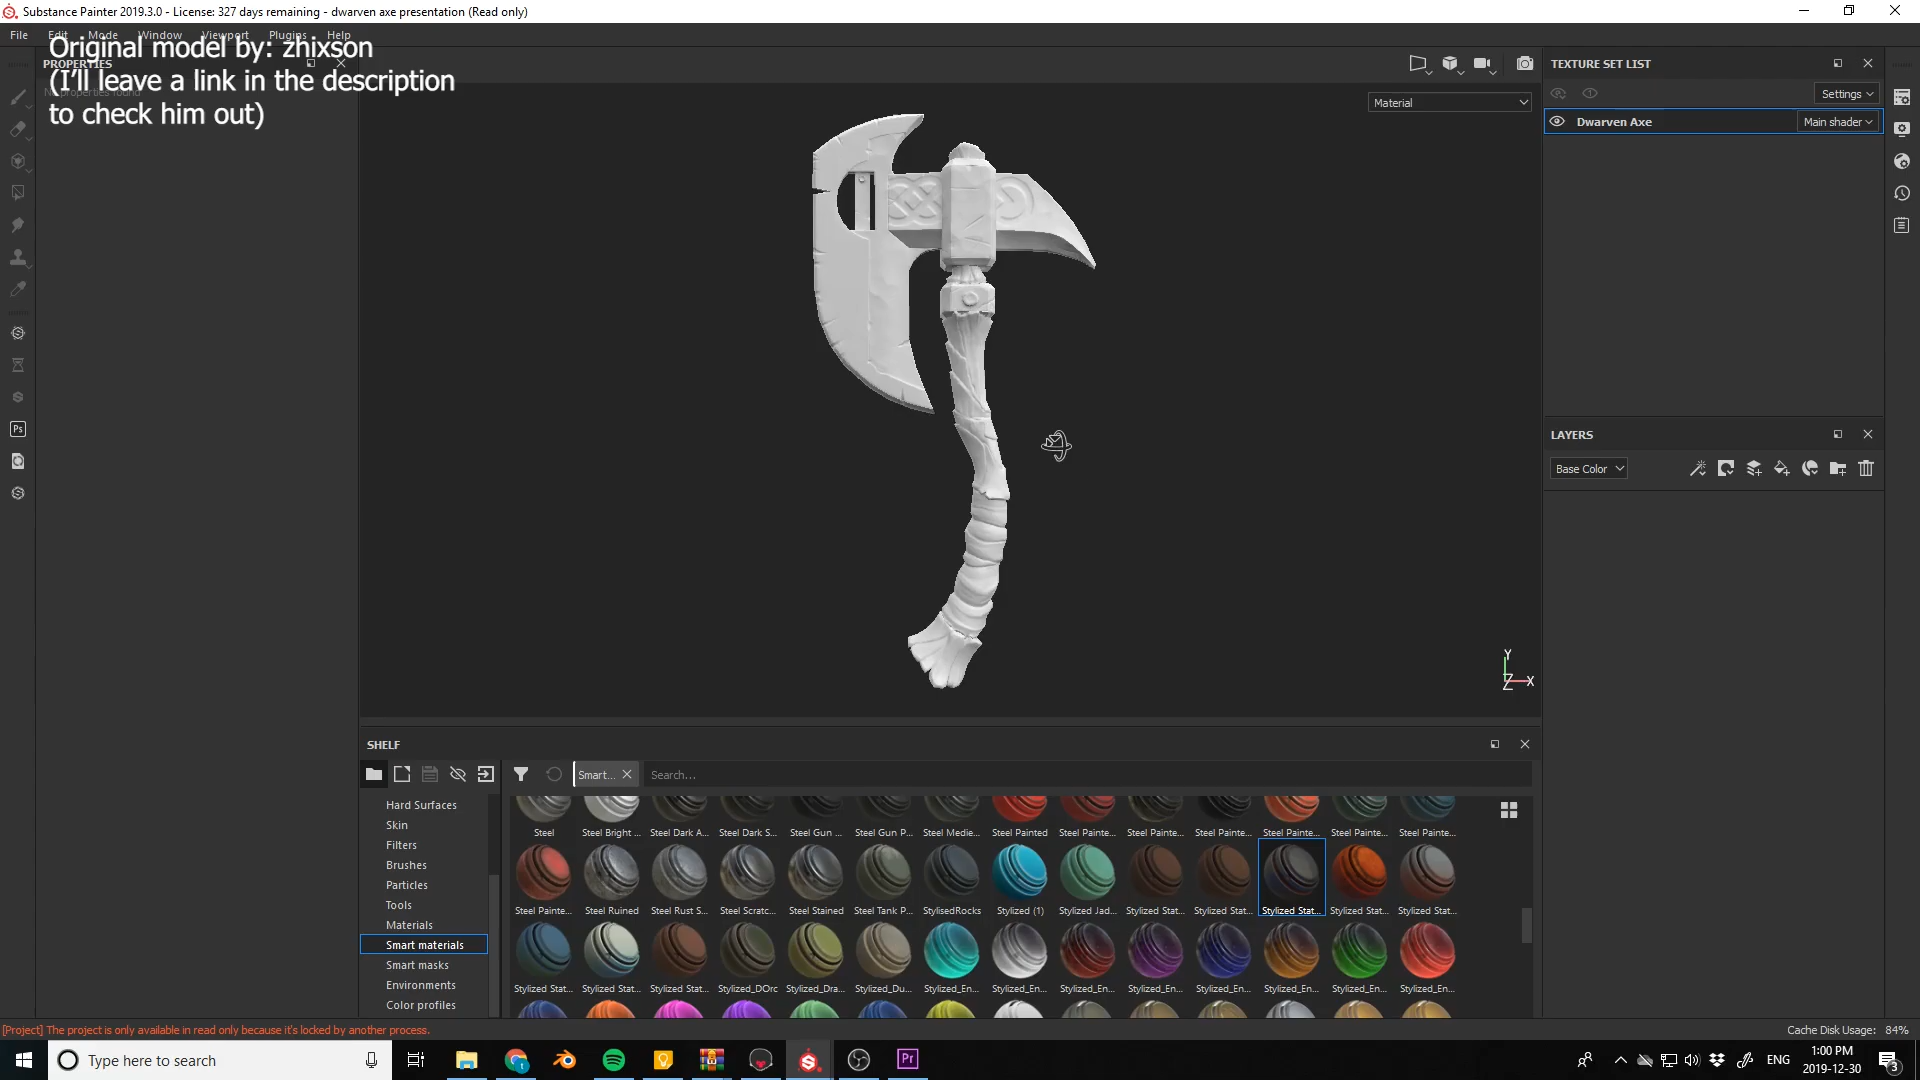 Substance Painter 2019.3.0 - License: 327 days remaining - dwarven axe presentation (Read only)
File Edit Mode Window Viewport Plugins Help
Original model by: zhixson
(I'll leave a link in the description
to check him out)
PROPERTIES
No properties found
Material
TEXTURE SET LIST
Settings
Dwarven Axe
Main shader
LAYERS
Base Color
Y
Z X
SHELF
Smart...
Search...
Hard Surfaces
Skin
Filters
Brushes
Particles
Tools
Materials
Smart materials
Smart masks
Environments
Color profiles
Steel Steel Bright ... Steel Dark A... Steel Dark S... Steel Gun ... Steel Gun P... Steel Medie... Steel Painted Steel Painte... Steel Painte... Steel Painte... Steel Painte... Steel Painte... Steel Painte...
Steel Painte... Steel Ruined Steel Rust S... Steel Scratc... Steel Stained Steel Tank P... StylisedRocks Stylized (1) Stylized Jad... Stylized Stat... Stylized Stat... Stylized Stat... Stylized Stat... Stylized Stat...
Stylized Stat... Stylized Stat... Stylized Stat... Stylized_DOrc Stylized_Dra... Stylized_Du... Stylized_En... Stylized_En... Stylized_En... Stylized_En... Stylized_En... Stylized_En... Stylized_En... Stylized_En...
[Project] The project is only available in read only because it's locked by another process.
Cache Disk Usage: 84%
Type here to search
Ps
Pr
ENG
1:00 PM
2019-12-30
3